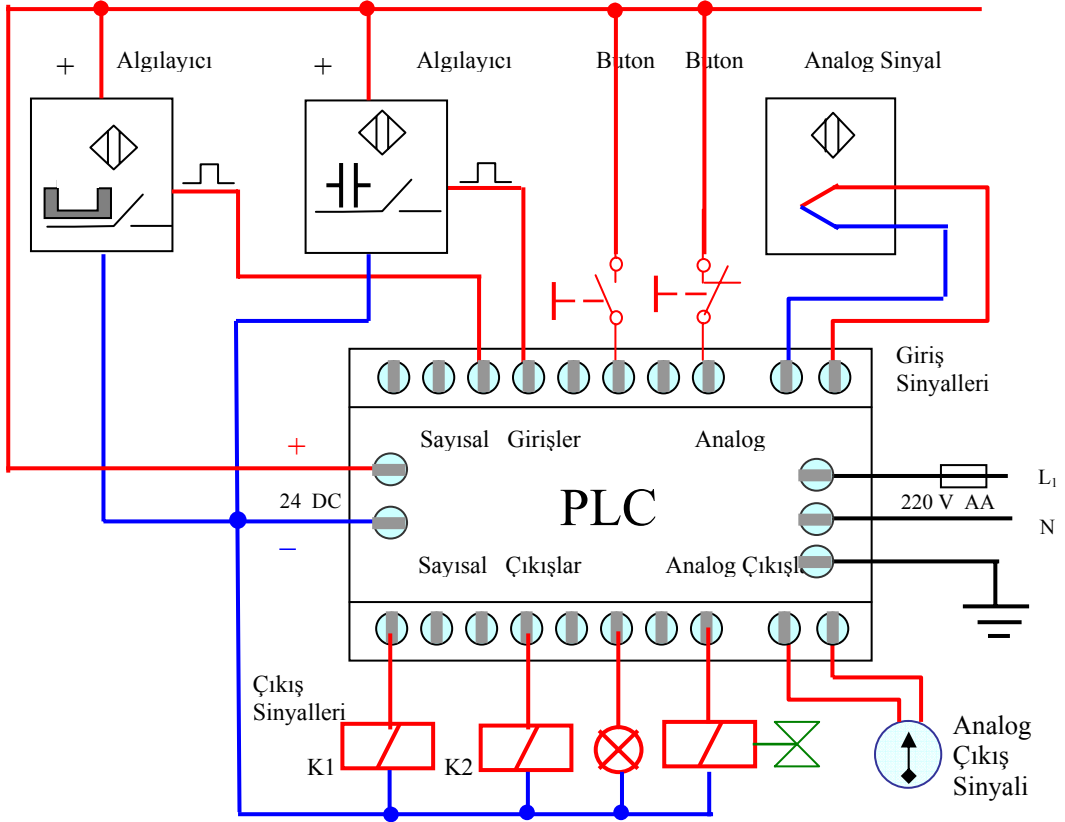 + Algılayıcı + Algılayıcı Buton Buton Analog Sinyal
Giriş
Sinyalleri
Sayısal Girişler Analog
+
24 DC
−
PLC
L1
220 V AA
N
Sayısal Çıkışlar Analog Çıkışl
Çıkış
Sinyalleri
K1 K2
Analog
Çıkış
Sinyali